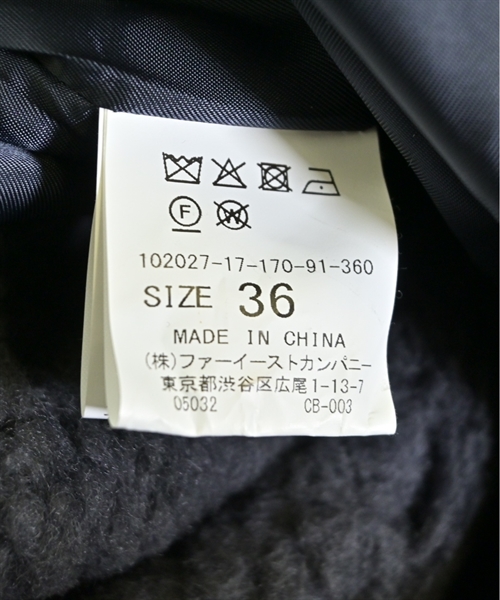 F W
102027-17-170-91-360
SIZE 36
MADE IN CHINA
(株)ファーイーストカンパニー
東京都渋谷区広尾1-13-7
05032 CB-003